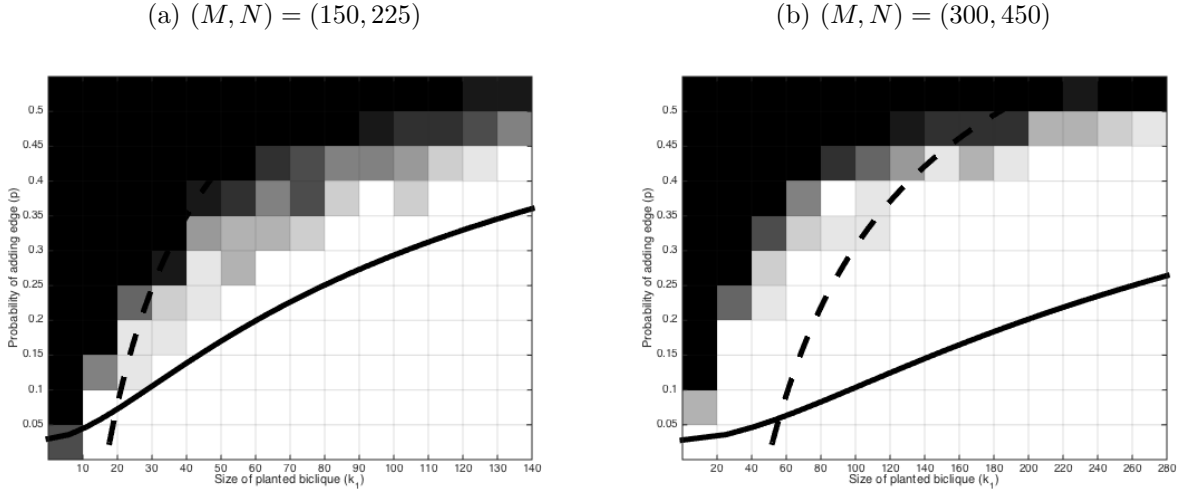 (a) (M, N) = (150, 225)
Probability of adding edge (p)
0.5
0.45
0.4
0.35
0.3
0.25
0.2
0.15
0.1
0.05
10 20 30 40 50 60 70 80 90 100 110 120 130 140
Size of planted biclique (k₁)
(b) (M, N) = (300, 450)
Probability of adding edge (p)
0.5
0.45
0.4
0.35
0.3
0.25
0.2
0.15
0.1
0.05
20 40 60 80 100 120 140 160 180 200 220 240 260 280
Size of planted biclique (k₁)